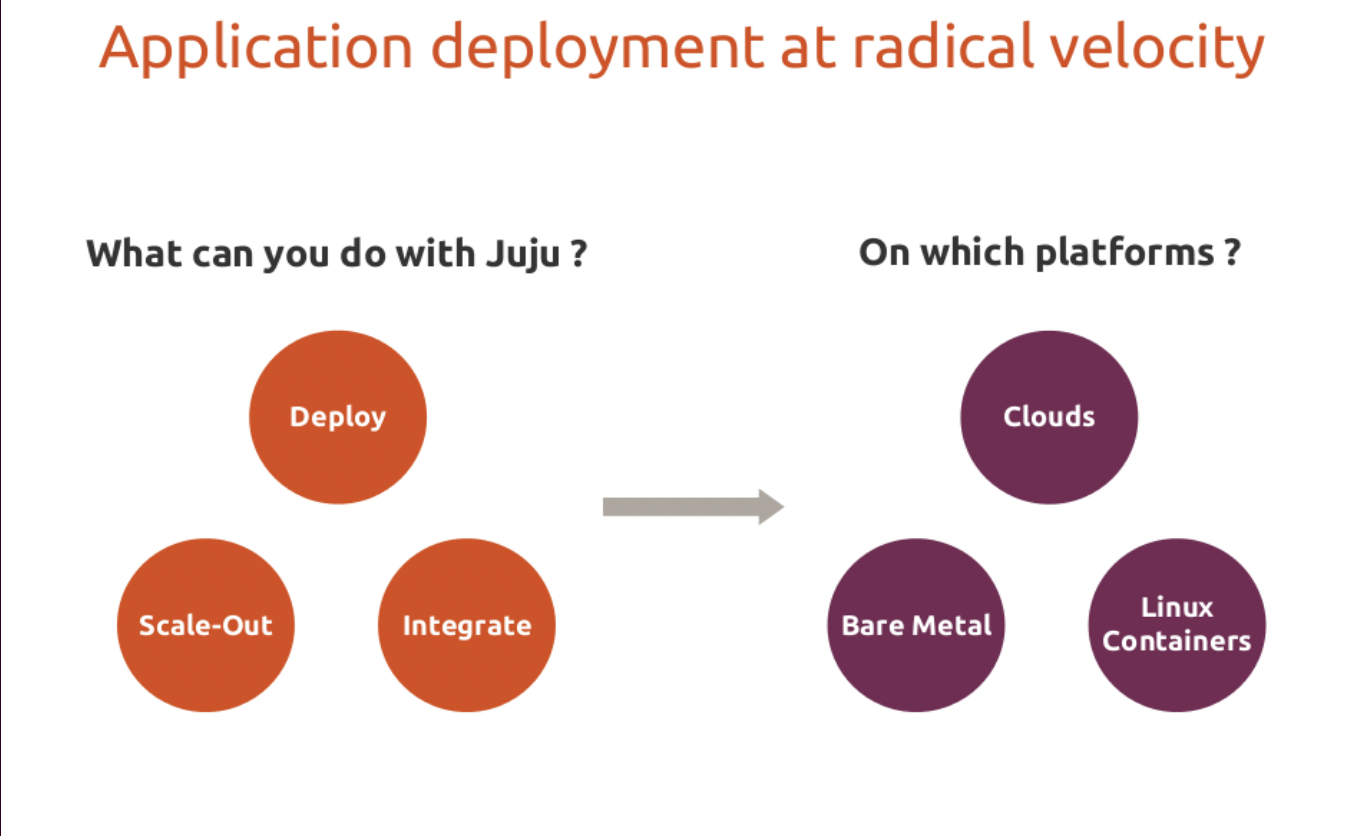 Application deployment at radical velocity
What can you do with Juju ?
Deploy
Scale-Out
Integrate
On which platforms ?
Clouds
Bare Metal
Linux
Containers